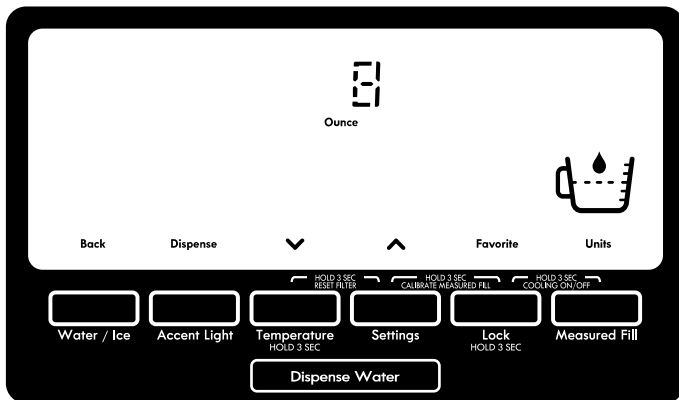 8
Ounce
Back Dispense Favorite Units
HOLD 3 SEC HOLD 3 SEC HOLD 3 SEC
RESET FILTER CALIBRATE MEASURED FILL COOLING ON/OFF
Water / Ice Accent Light Temperature Settings Lock Measured Fill
HOLD 3 SEC HOLD 3 SEC
Dispense Water